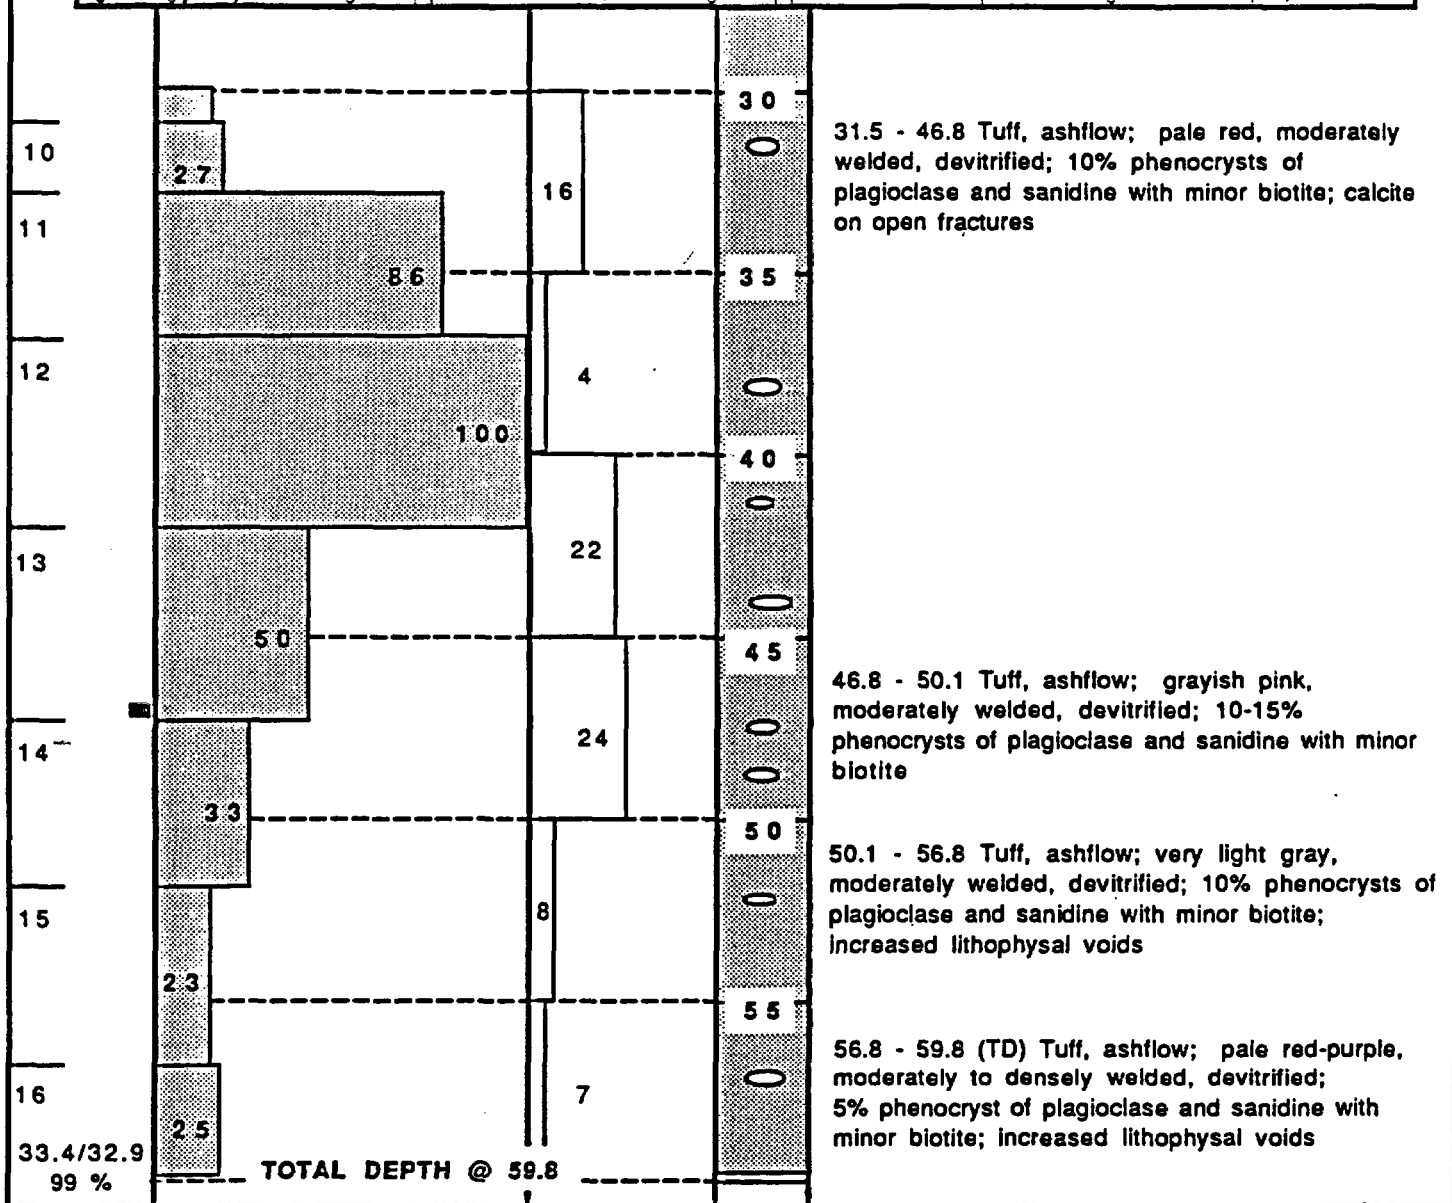 10
11
12
13
14
15
16
33.4/32.9
99 %
27
86
100
50
33
23
25
TOTAL DEPTH @ 59.8
16
4
22
24
8
7
30
35
40
45
50
55
31.5 - 46.8 Tuff, ashflow; pale red, moderately
welded, devitrified; 10% phenocrysts of
plagioclase and sanidine with minor biotite; calcite
on open fractures
46.8 - 50.1 Tuff, ashflow; grayish pink,
moderately welded, devitrified; 10-15%
phenocrysts of plagioclase and sanidine with minor
biotite
50.1 - 56.8 Tuff, ashflow; very light gray,
moderately welded, devitrified; 10% phenocrysts of
plagioclase and sanidine with minor biotite;
increased lithophysal voids
56.8 - 59.8 (TD) Tuff, ashflow; pale red-purple,
moderately to densely welded, devitrified;
5% phenocryst of plagioclase and sanidine with
minor biotite; increased lithophysal voids